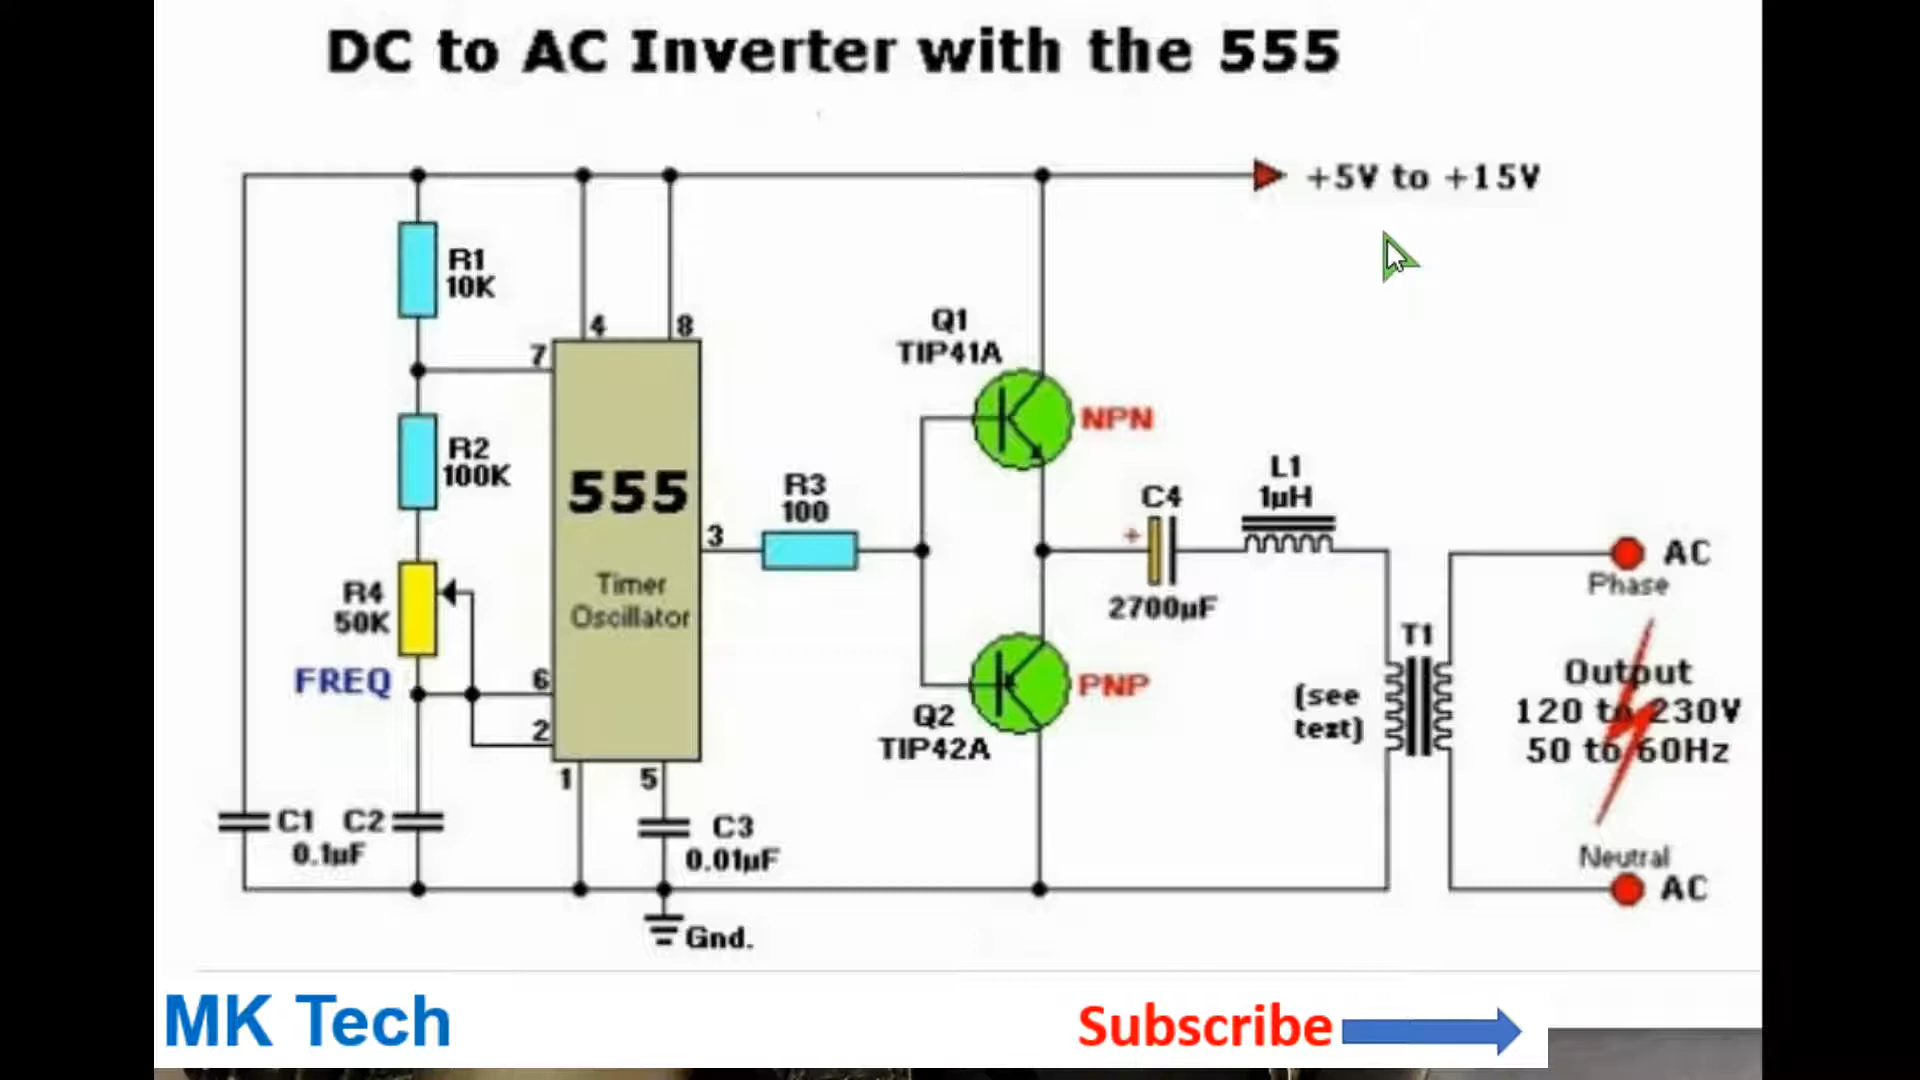 DC to AC Inverter with the 555
+5V to +15V
R1
10K
4
8
Q1
TIP41A
7
NPN
R2
100K
555
Timer
Oscillator
R3
100
3
C4
+
2700µF
L1
1µH
AC
Phase
R4
50K
FREQ
6
2
PNP
Q2
TIP42A
T1
(see
text)
Output
120 to 230V
50 to 60Hz
1
5
C1
C2
0.1µF
C3
0.01µF
Neutral
AC
Gnd.
MK Tech
Subscribe